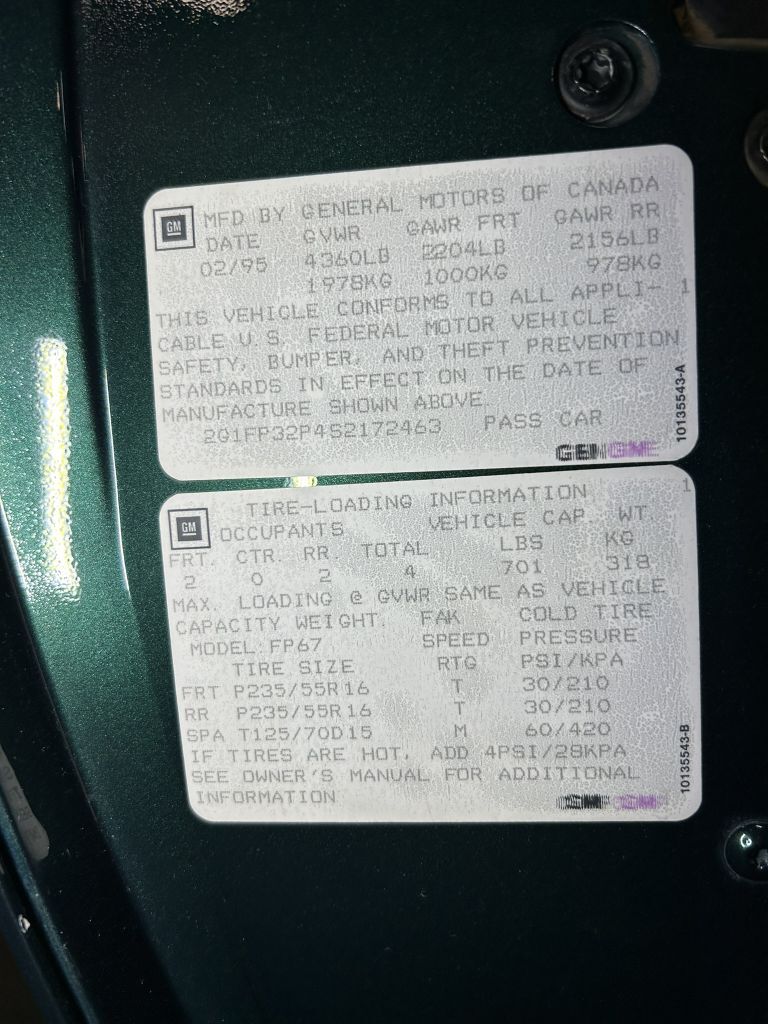 GM
MFD BY GENERAL MOTORS OF CANADA
DATE GVWR GAWR FRT GAWR RR
02/95 4360LB 2204LB 2156LB
1978KG 1000KG 978KG
THIS VEHICLE CONFORMS TO ALL APPLI- 1
CABLE U.S. FEDERAL MOTOR VEHICLE
SAFETY, BUMPER, AND THEFT PREVENTION
STANDARDS IN EFFECT ON THE DATE OF
MANUFACTURE SHOWN ABOVE.
2G1FP32P4S2172463 PASS CAR
10135543-A
GM
TIRE-LOADING INFORMATION 1
OCCUPANTS VEHICLE CAP. WT.
FRT. CTR. RR. TOTAL LBS KG
2 0 2 4 701 318
MAX. LOADING @ GVWR SAME AS VEHICLE
CAPACITY WEIGHT. FAK COLD TIRE
MODEL:FP67 SPEED PRESSURE
TIRE SIZE RTG PSI/KPA
FRT P235/55R16 T 30/210
RR P235/55R16 T 30/210
SPA T125/70D15 M 60/420
IF TIRES ARE HOT, ADD 4PSI/28KPA
SEE OWNER'S MANUAL FOR ADDITIONAL
INFORMATION
GM GM
10135543-B